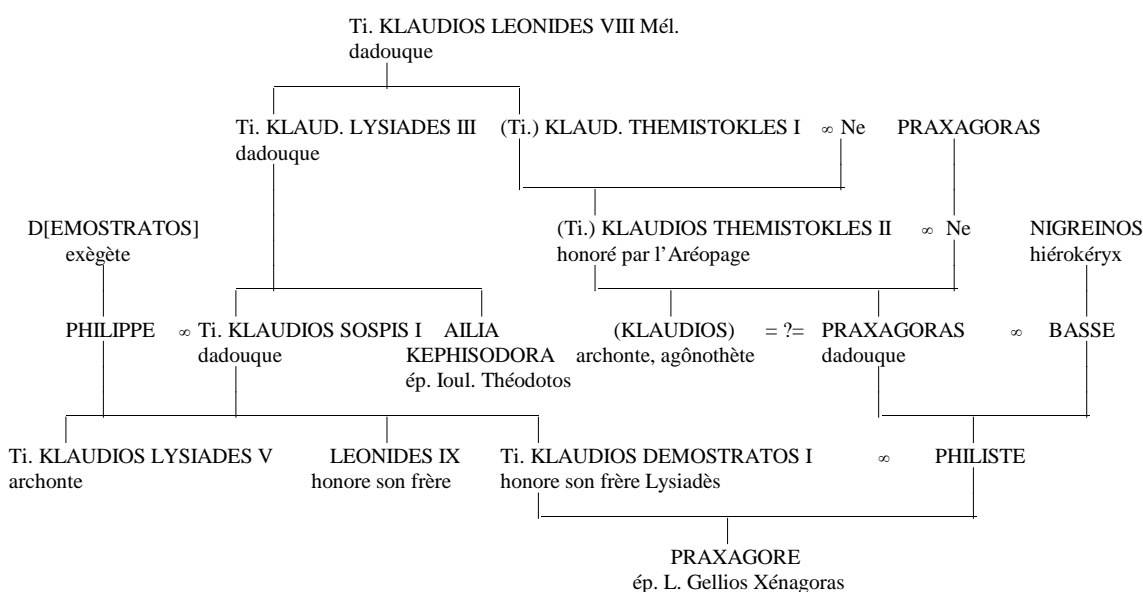 Ti. KLAUDIOS LEONIDES VIII Mél.
dadouque
Ti. KLAUD. LYSIADES III (Ti.) KLAUD. THEMISTOKLES I ∞ Ne PRAXAGORAS
dadouque
D[EMOSTRATOS] (Ti.) KLAUDIOS THEMISTOKLES II ∞ Ne NIGREINOS
exègète honoré par l'Aréopage hiérokéryx
PHILIPPE ∞ Ti. KLAUDIOS SOSPIS I AILIA (KLAUDIOS) = ?= PRAXAGORAS ∞ BASSE
dadouque KEPHISODORA archonte, agônothète dadouque
ép. Ioul. Théodotos
Ti. KLAUDIOS LYSIADES V LEONIDES IX Ti. KLAUDIOS DEMOSTRATOS I ∞ PHILISTE
archonte honore son frère honore son frère Lysiadès
PRAXAGORE
ép. L. Gellios Xénagoras